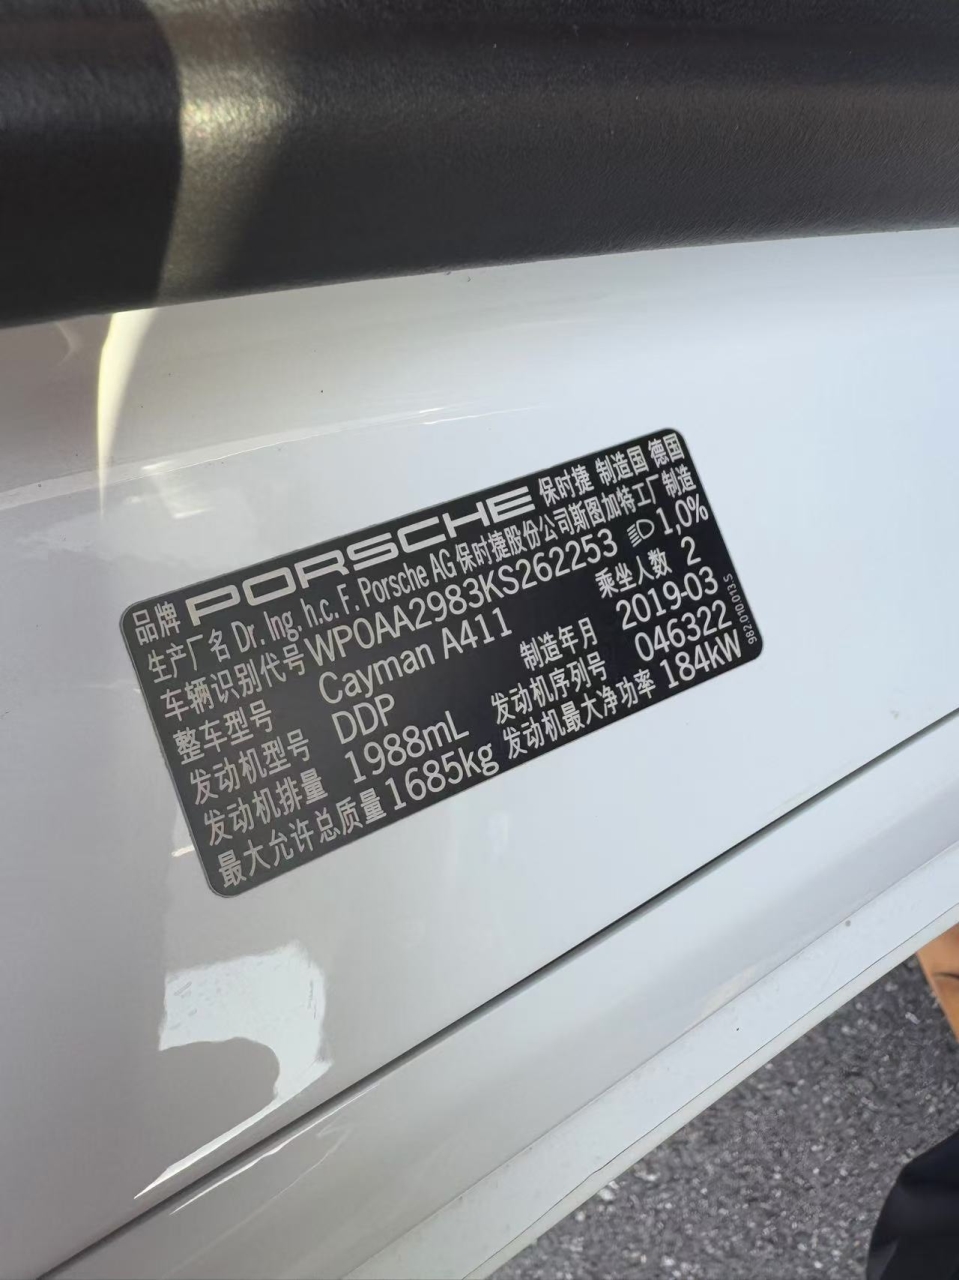 品牌 PORSCHE 保时捷 制造国 德国
生产厂名 Dr. Ing. h.c. F. Porsche AG 保时捷股份公司斯图加特工厂制造
车辆识别代号 WP0AA2983KS262253 1,0%
整车型号 Cayman A411 乘坐人数 2
发动机型号 DDP 制造年月 2019-03
发动机排量 1988mL 发动机序列号 046322
最大允许总质量 1685kg 发动机最大净功率 184kW
982.010.013.5